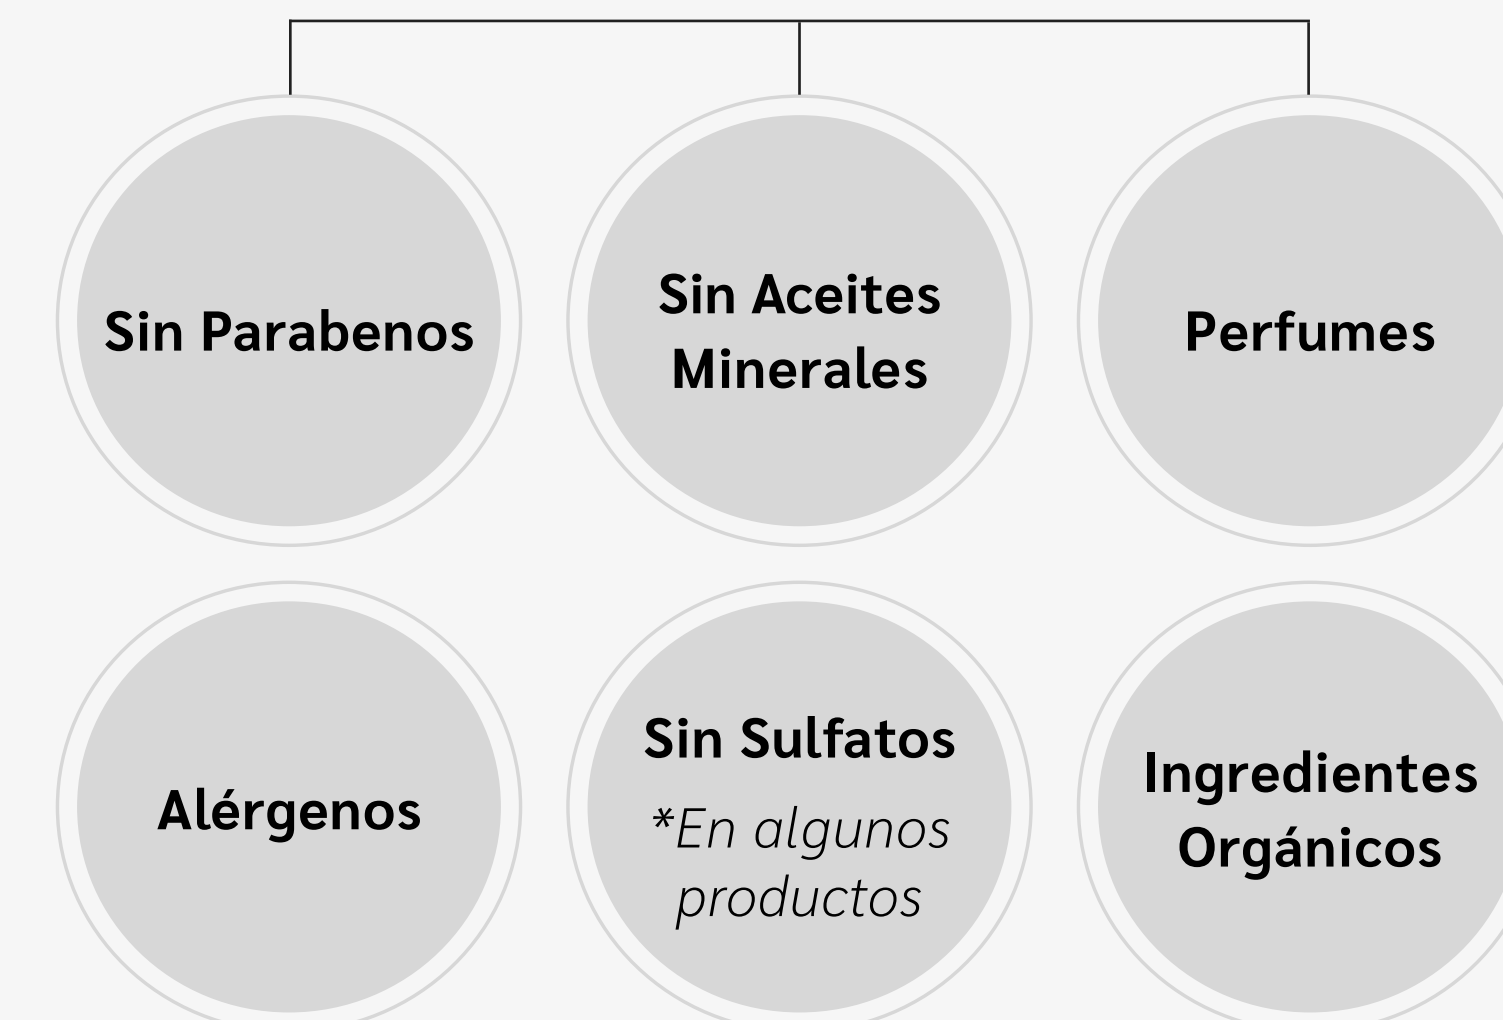 Sin Parabenos
Sin Aceites
Minerales
Perfumes
Alérgenos
Sin Sulfatos
*En algunos
productos
Ingredientes
Orgánicos